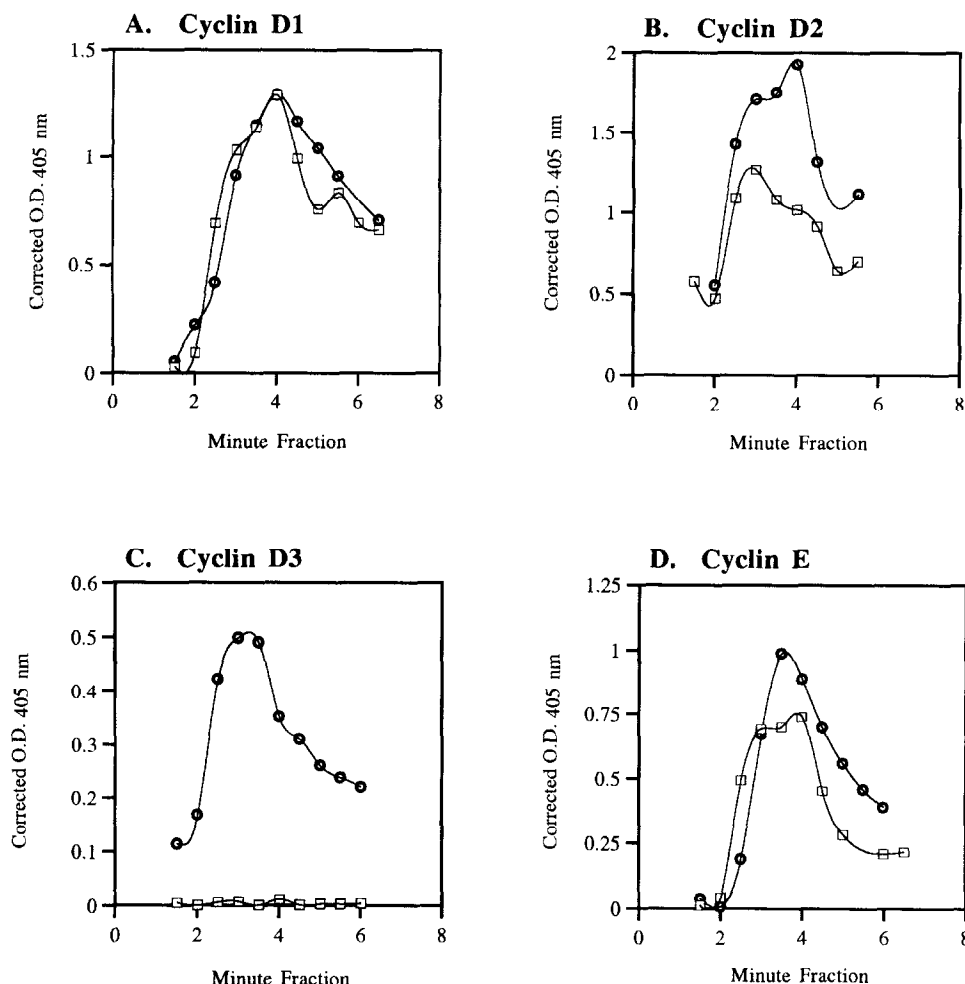 A. Cyclin D1
1.5
1
0.5
0
Corrected O.D. 405 nm
0 2 4 6 8
Minute Fraction
B. Cyclin D2
2
1.5
1
0.5
0
Corrected O.D. 405 nm
0 2 4 6 8
Minute Fraction
C. Cyclin D3
0.6
0.5
0.4
0.3
0.2
0.1
0
Corrected O.D. 405 nm
0 2 4 6 8
Minute Fraction
D. Cyclin E
1.25
1
0.75
0.5
0.25
0
Corrected O.D. 405 nm
0 2 4 6 8
Minute Fraction